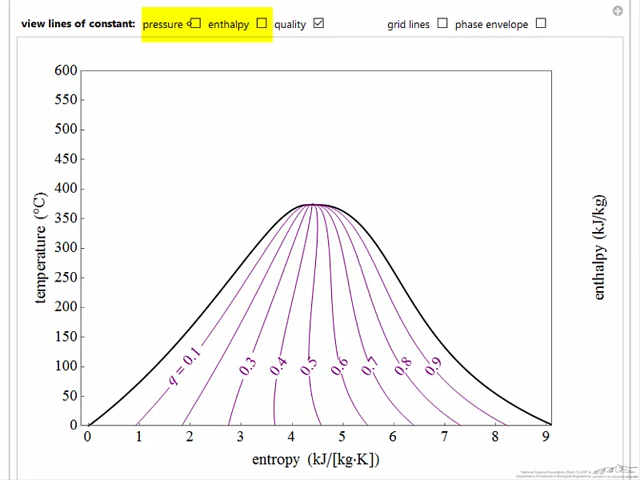 view lines of constant: pressure enthalpy quality grid lines phase envelope
600
550
500
450
400
350
300
250
200
150
100
50
0
temperature (°C)
enthalpy (kJ/kg)
q = 0.1 0.3 0.4 0.5 0.6 0.7 0.8 0.9
0 1 2 3 4 5 6 7 8 9
entropy (kJ/[kg·K])